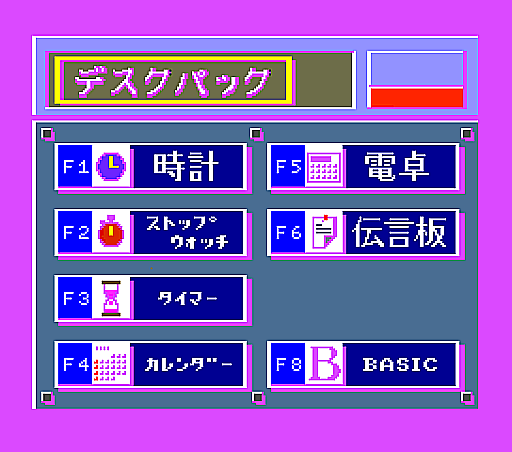 デスクパック
F1 時計
F5 電卓
F2 ストップ
ウォッチ
F6 伝言板
F3 タイマー
F4 カレンダー
F8 B BASIC